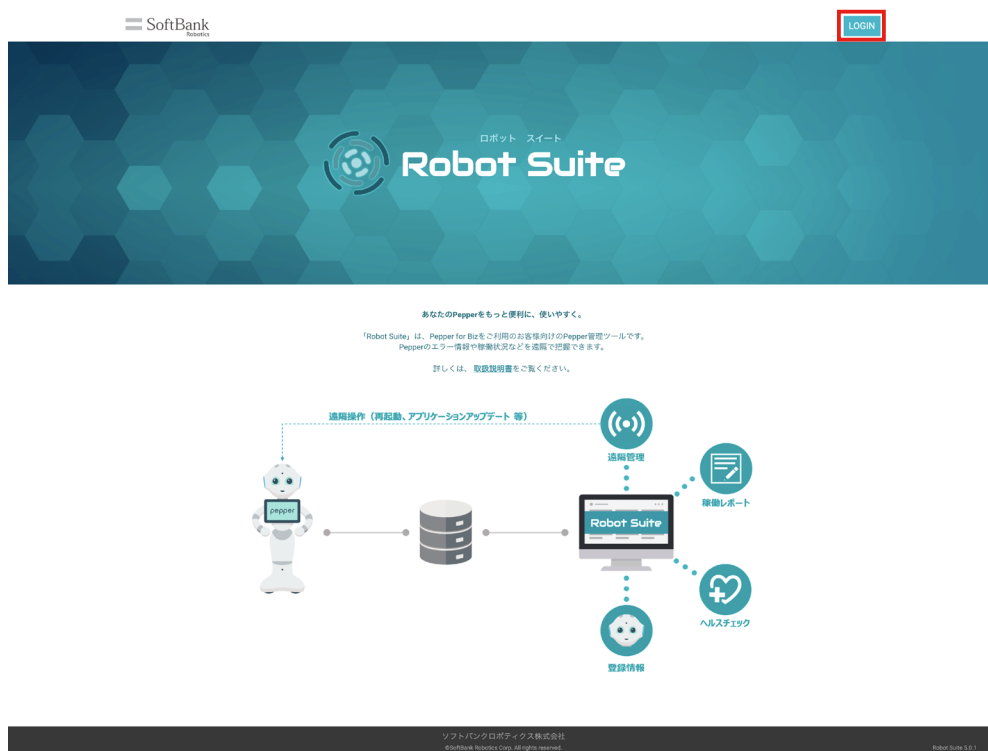 SoftBank
Robotics
LOGIN
ロボット スイート
Robot Suite
あなたのPepperをもっと便利に、使いやすく。
「Robot Suite」は、Pepper for Bizをご利用のお客様向けのPepper管理ツールです。
Pepperのエラー情報や稼働状況などを遠隔で把握できます。
詳しくは、 取扱説明書をご覧ください。
遠隔操作（再起動、アプリケーションアップデート 等）
遠隔管理
稼働レポート
pepper
Robot Suite
ヘルスチェック
登録情報
ソフトバンクロボティクス株式会社
©SoftBank Robotics Corp. All rights reserved.
Robot Suite 5.0.1